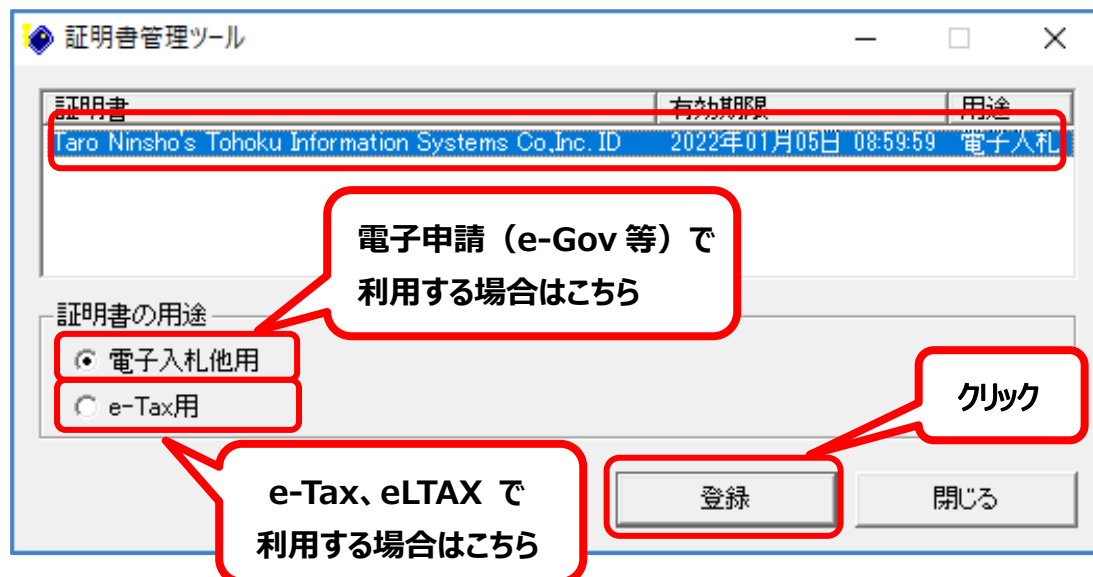 証明書管理ツール
証明書 有効期限 用途
Taro Ninsho's Tohoku Information Systems Co,Inc. ID 2022年01月05日 08:59:59 電子入札
電子申請（e-Gov 等）で
利用する場合はこちら
証明書の用途
電子入札他用
e-Tax用
クリック
e-Tax、eLTAX で
利用する場合はこちら
登録
閉じる